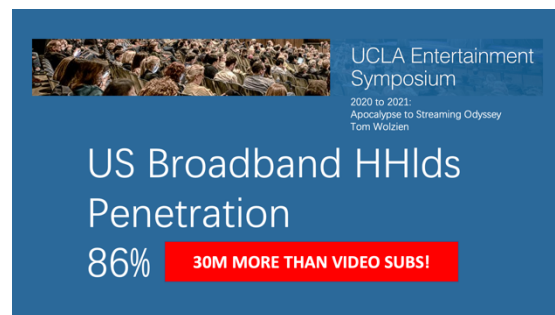 UCLA Entertainment
Symposium
2020 to 2021:
Apocalypse to Streaming Odyssey
Tom Wolzien
US Broadband HHlds
Penetration
86%
30M MORE THAN VIDEO SUBS!